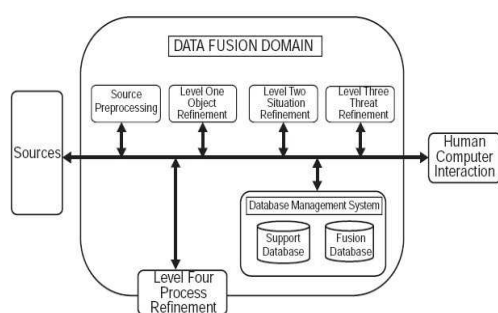 DATA FUSION DOMAIN
Source
Preprocessing
Level One
Object
Refinement
Level Two
Situation
Refinement
Level Three
Threat
Refinement
Sources
Human
Computer
Interaction
Database Management System
Support
Database
Fusion
Database
Level Four
Process
Refinement